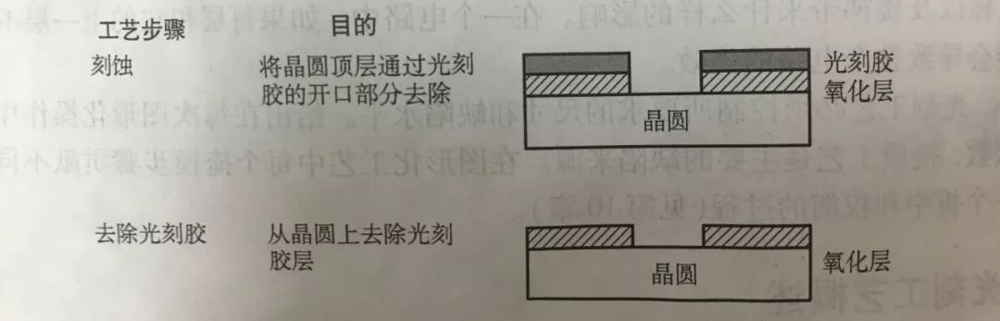 工艺步骤
目的
刻蚀
将晶圆顶层通过光刻
胶的开口部分去除
光刻胶
氧化层
晶圆
去除光刻胶
从晶圆上去除光刻
胶层
氧化层
晶圆